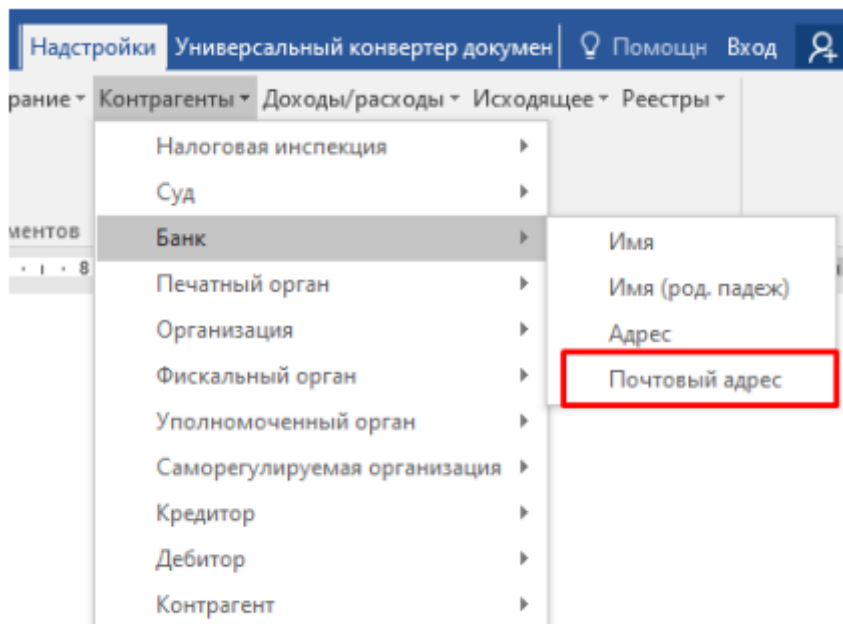 Надстройки Универсальный конвертер докумен Помощн Вход
рание Контрагенты Доходы/расходы Исходящее Реестры
Налоговая инспекция
Суд
ментов
Банк
8
Имя
Печатный орган
Имя (род. падеж)
Организация
Адрес
Фискальный орган
Почтовый адрес
Уполномоченный орган
Саморегулируемая организация
Кредитор
Дебитор
Контрагент